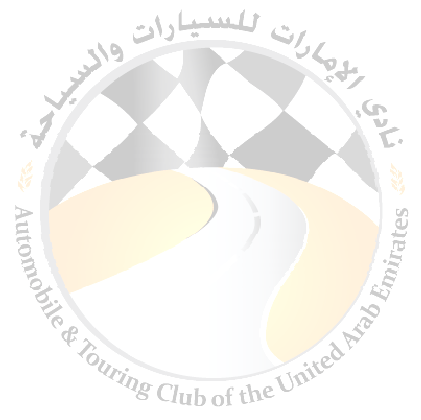 نادي الإمارات للسيارات والسياحة
Automobile & Touring Club of the United Arab Emirates